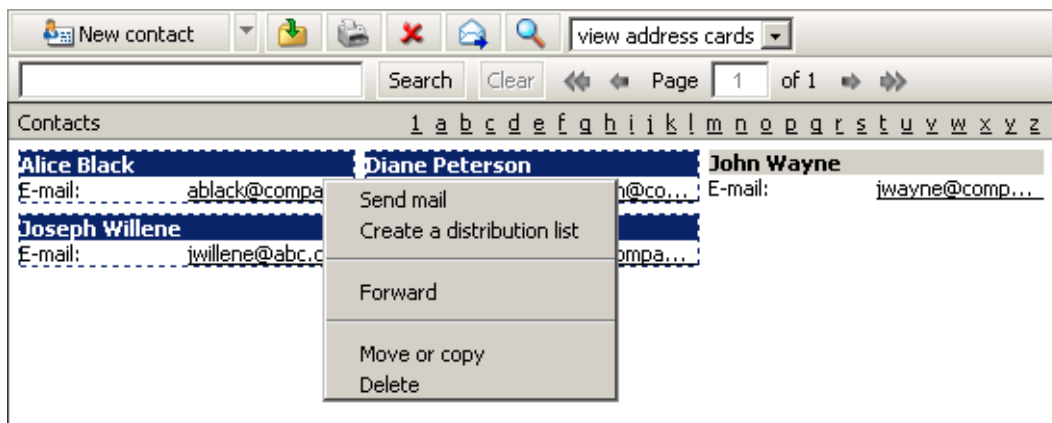 New contact view address cards
Search Clear Page 1 of 1
Contacts 1 a b c d e f g h i j k l m n o p q r s t u v w x y z
Alice Black Diane Peterson John Wayne
E-mail: ablack@compa n@co... E-mail: jwayne@comp...
Joseph Willene
E-mail: jwillene@abc.c ompa...
Send mail
Create a distribution list
Forward
Move or copy
Delete